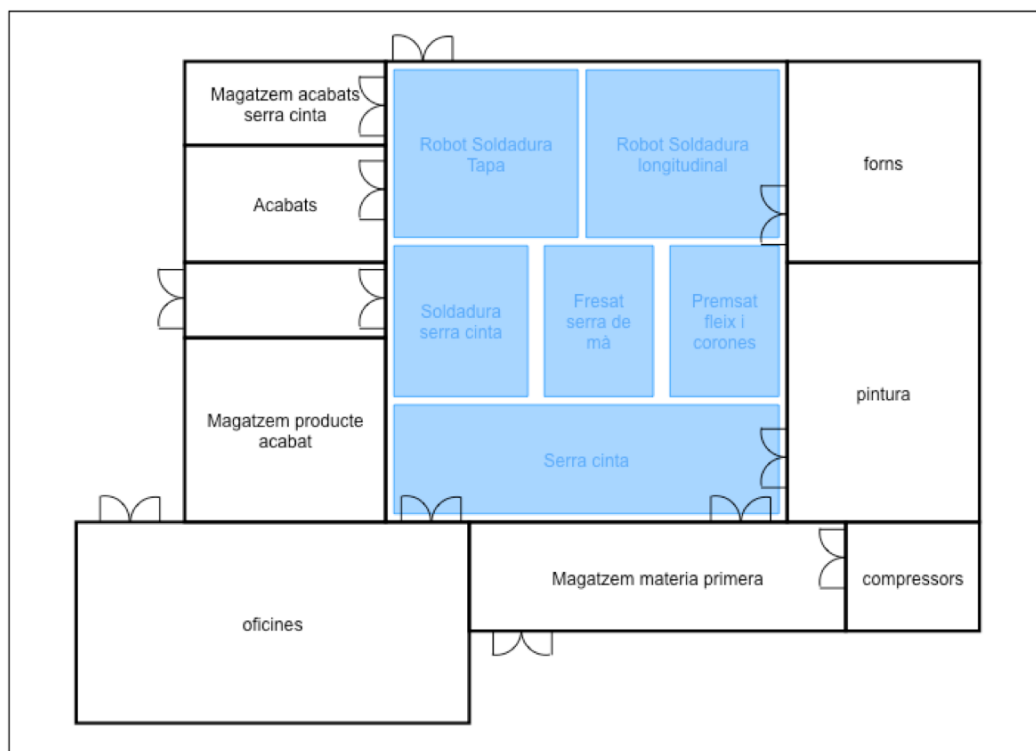 Magatzem acabats
serra cinta
Robot Soldadura
Tapa
Robot Soldadura
longitudinal
forns
Acabats
Soldadura
serra cinta
Fresat
serra de
mà
Premsat
fleix i
corones
pintura
Magatzem producte
acabat
Serra cinta
Magatzem materia primera
compressors
oficines